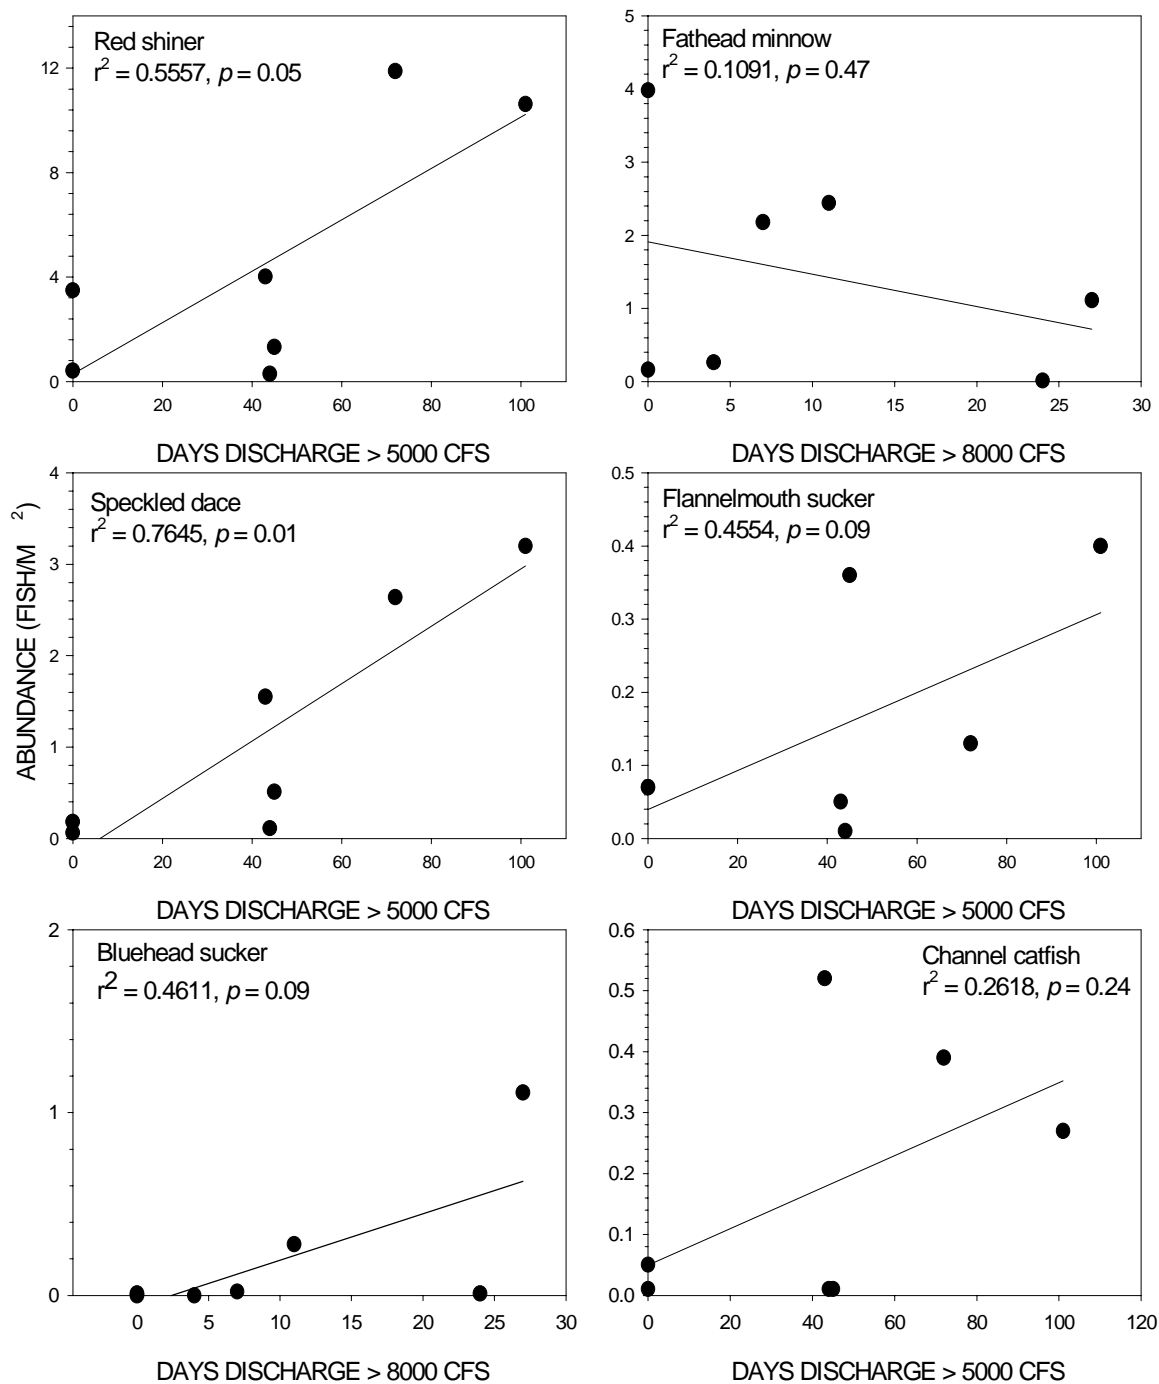 Red shiner
r² = 0.5557, p = 0.05
12
8
4
0
0 20 40 60 80 100
DAYS DISCHARGE > 5000 CFS
Fathead minnow
r² = 0.1091, p = 0.47
5
4
3
2
1
0
0 5 10 15 20 25 30
DAYS DISCHARGE > 8000 CFS
ABUNDANCE (FISH/M ²)
Speckled dace
r² = 0.7645, p = 0.01
4
3
2
1
0
0 20 40 60 80 100
DAYS DISCHARGE > 5000 CFS
Flannelmouth sucker
r² = 0.4554, p = 0.09
0.5
0.4
0.3
0.2
0.1
0.0
0 20 40 60 80 100
DAYS DISCHARGE > 5000 CFS
Bluehead sucker
r² = 0.4611, p = 0.09
2
1
0
0 5 10 15 20 25 30
DAYS DISCHARGE > 8000 CFS
Channel catfish
r² = 0.2618, p = 0.24
0.6
0.5
0.4
0.3
0.2
0.1
0.0
0 20 40 60 80 100 120
DAYS DISCHARGE > 5000 CFS